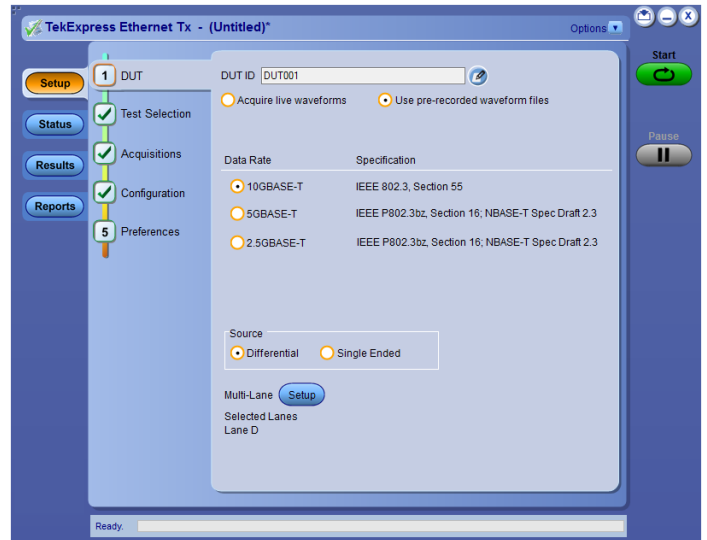 TekExpress Ethernet Tx - (Untitled)*
Options
Start
Pause
Setup
Status
Results
Reports
1 DUT
Test Selection
Acquisitions
Configuration
5 Preferences
DUT ID DUT001
Acquire live waveforms Use pre-recorded waveform files
Data Rate Specification
10GBASE-T IEEE 802.3, Section 55
5GBASE-T IEEE P802.3bz, Section 16; NBASE-T Spec Draft 2.3
2.5GBASE-T IEEE P802.3bz, Section 16; NBASE-T Spec Draft 2.3
Source
Differential Single Ended
Multi-Lane Setup
Selected Lanes
Lane D
Ready.